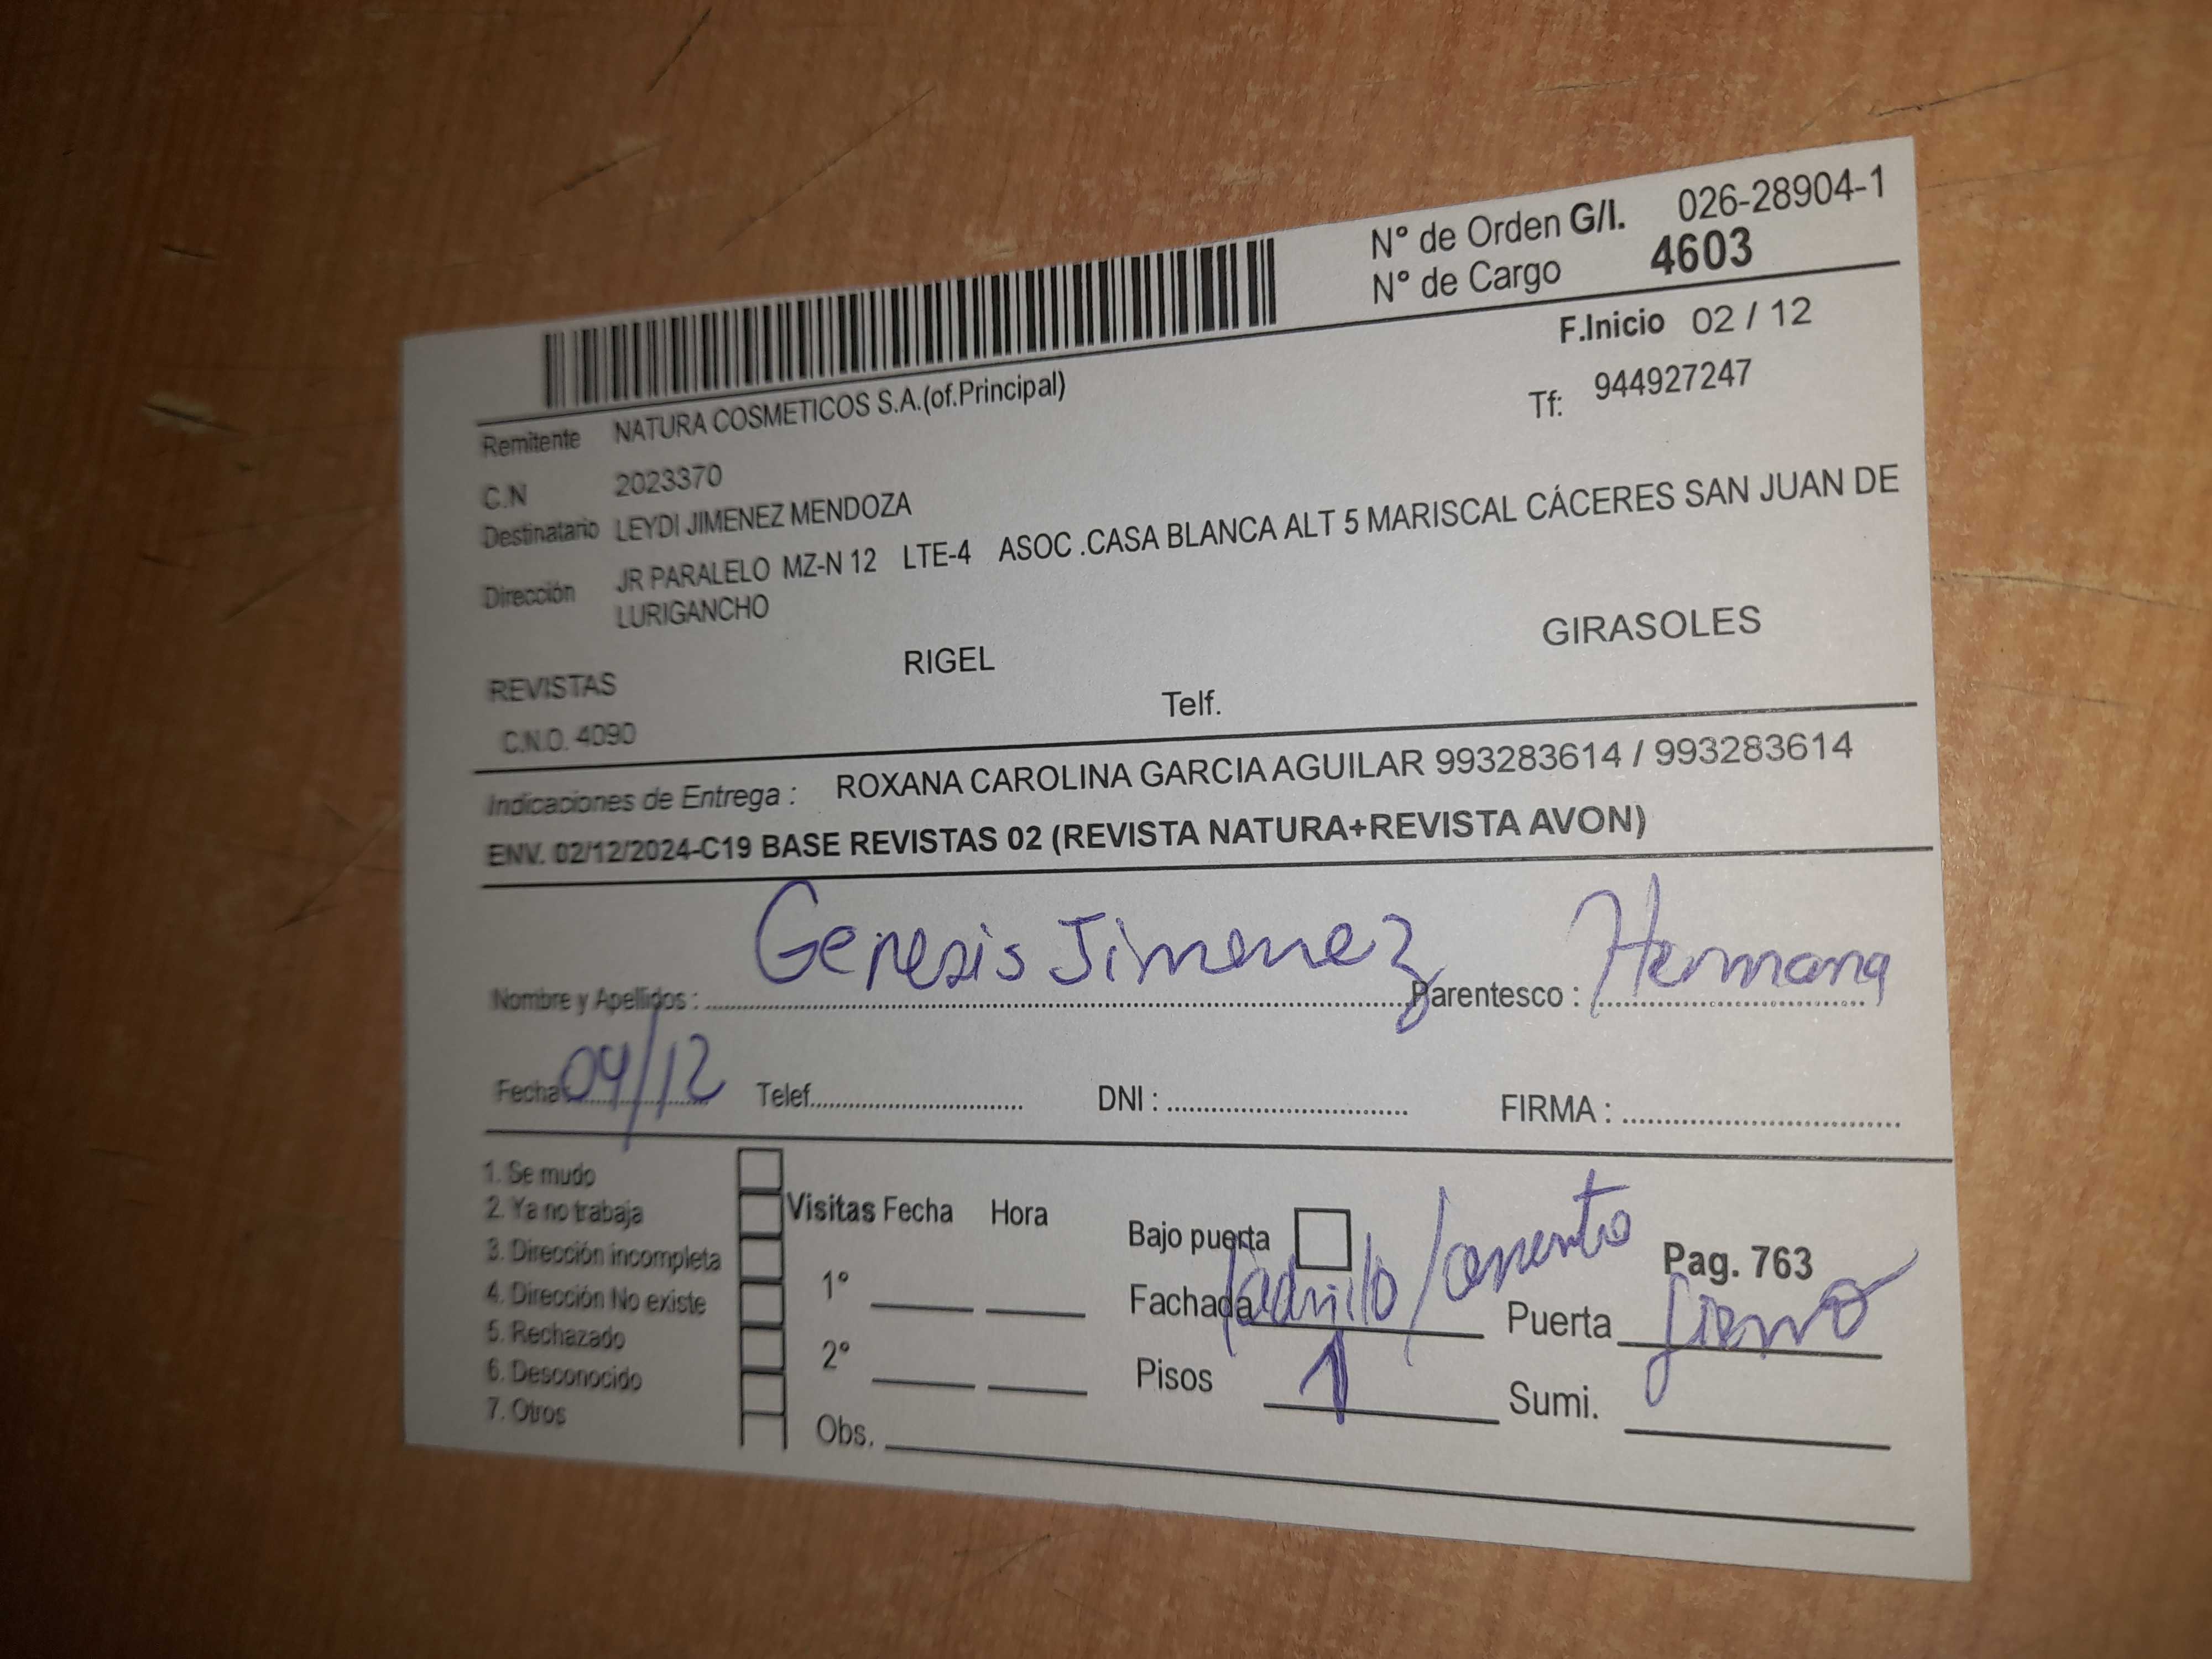 N° de Orden G/I. 026-28904-1
N° de Cargo 4603
F.Inicio 02 / 12
Remitente NATURA COSMETICOS S.A.(of.Principal)
Tf: 944927247
C.N 2023370
Destinatario LEYDI JIMENEZ MENDOZA
Dirección JR PARALELO MZ-N 12 LTE-4 ASOC .CASA BLANCA ALT 5 MARISCAL CÁCERES SAN JUAN DE
LURIGANCHO
REVISTAS RIGEL GIRASOLES
C.N.O. 4090 Telf.
Indicaciones de Entrega : ROXANA CAROLINA GARCIA AGUILAR 993283614 / 993283614
ENV. 02/12/2024-C19 BASE REVISTAS 02 (REVISTA NATURA+REVISTA AVON)
Nombre y Apellidos : Genesis Jimenez Parentesco : Hermana
Fecha 04/12 Telef. DNI : FIRMA :
1. Se mudo
2. Ya no trabaja
3. Dirección incompleta
4. Dirección No existe
5. Rechazado
6. Desconocido
7. Otros
Visitas Fecha Hora
1°
2°
Obs.
Bajo puerta Pag. 763
Fachada ladrillo/cemento Puerta fierro
Pisos 1 Sumi.